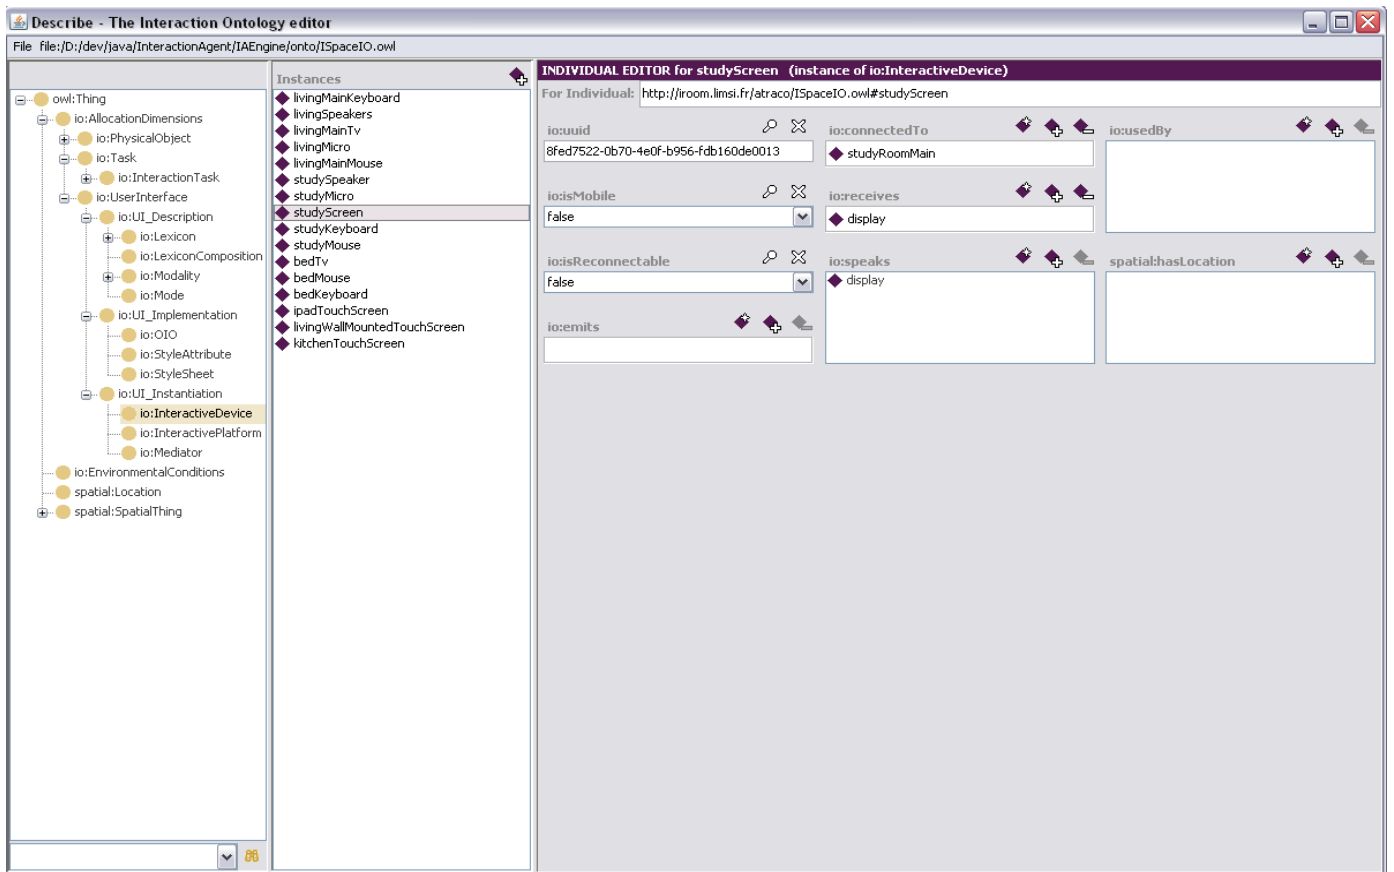 Describe - The Interaction Ontology editor
File file:/D:/dev/java/InteractionAgent/IAEngine/onto/ISpaceIO.owl
owl:Thing
io:AllocationDimensions
io:PhysicalObject
io:Task
io:InteractionTask
io:UserInterface
io:UI_Description
io:Lexicon
io:LexiconComposition
io:Modality
io:Mode
io:UI_Implementation
io:OIO
io:StyleAttribute
io:StyleSheet
io:UI_Instantiation
io:InteractiveDevice
io:InteractivePlatform
io:Mediator
io:EnvironmentalConditions
spatial:Location
spatial:SpatialThing
Instances
livingMainKeyboard
livingSpeakers
livingMainTv
livingMicro
livingMainMouse
studySpeaker
studyMicro
studyScreen
studyKeyboard
studyMouse
bedTv
bedMouse
bedKeyboard
ipadTouchScreen
livingWallMountedTouchScreen
kitchenTouchScreen
INDIVIDUAL EDITOR for studyScreen (instance of io:InteractiveDevice)
For Individual: http://iroom.limsi.fr/atraco/ISpaceIO.owl#studyScreen
io:uuid
8fed7522-0b70-4e0f-b956-fdb160de0013
io:isMobile
false
io:isReconnectable
false
io:emits
io:connectedTo
studyRoomMain
io:receives
display
io:speaks
display
io:usedBy
spatial:hasLocation